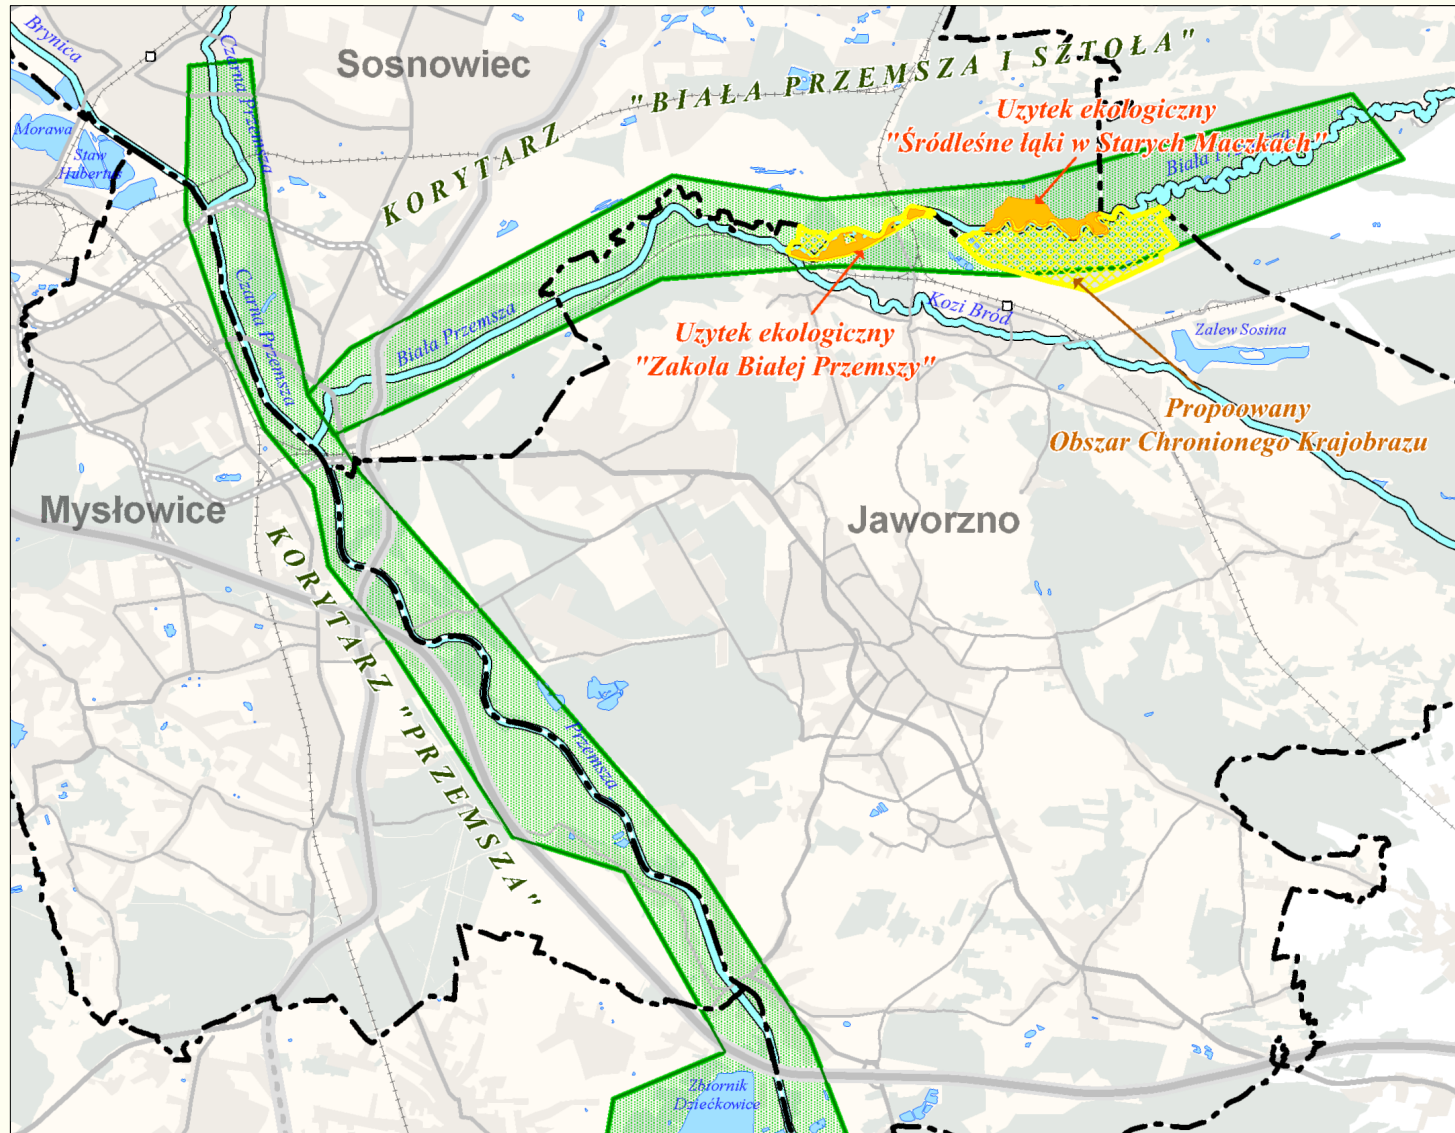 Brynica
Czarna Przemsza
Sosnowiec
KORYTARZ "BIAŁA PRZEMSZA I SZTOŁA"
Uzytek ekologiczny
"Śródleśne łąki w Starych Maczkach"
Biała Przemsza
Morawa
Staw
Hubertus
Czarna Przemsza
Biała Przemsza
Kozi Bród
Zalew Sosina
Uzytek ekologiczny
"Zakola Białej Przemszy"
Propoowany
Obszar Chronionego Krajobrazu
Mysłowice
Jaworzno
KORYTARZ "PRZEMSZA"
Przemsza
Zbiornik
Dziećkowice